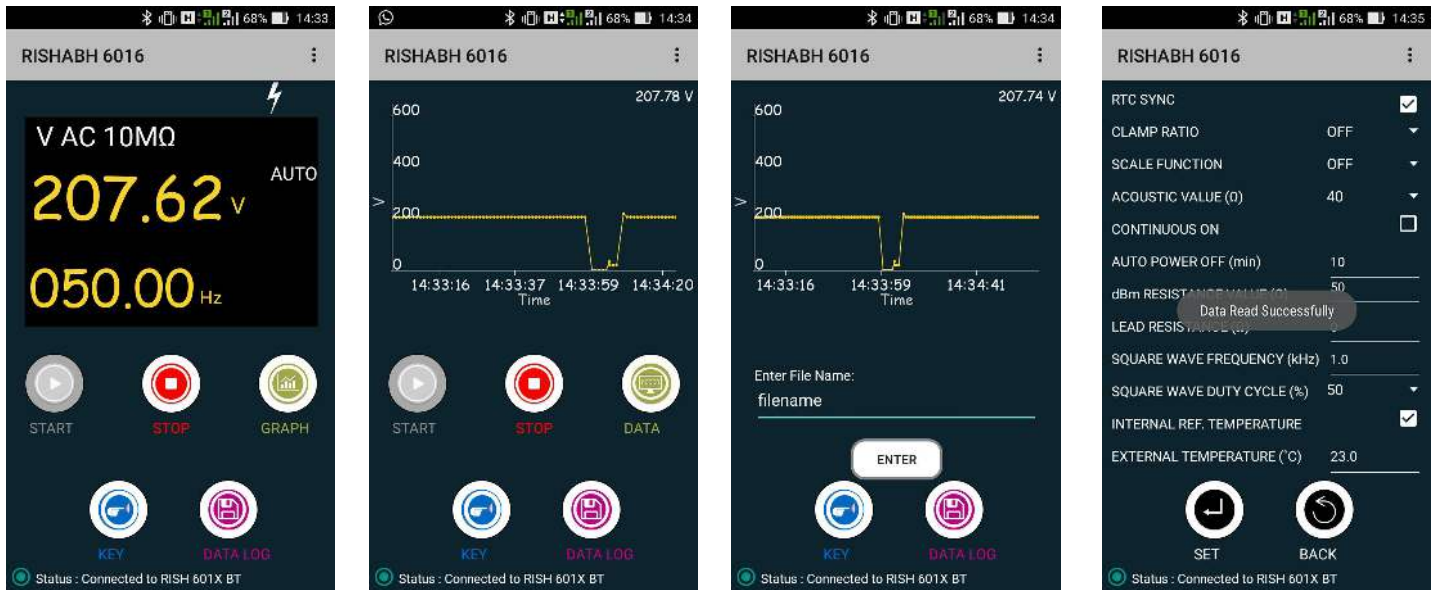 68% 14:33
RISHABH 6016
V AC 10MΩ
AUTO
207.62 V
050.00 Hz
START
STOP
GRAPH
KEY
DATA LOG
Status : Connected to RISH 601X BT
68% 14:34
RISHABH 6016
207.78 V
600
400
V
200
0
14:33:16 14:33:37 14:33:59 14:34:20
Time
START
STOP
DATA
KEY
DATA LOG
Status : Connected to RISH 601X BT
68% 14:34
RISHABH 6016
207.74 V
600
400
V
200
0
14:33:16 14:33:59 14:34:41
Time
Enter File Name:
filename
ENTER
KEY
DATA LOG
Status : Connected to RISH 601X BT
68% 14:35
RISHABH 6016
RTC SYNC
CLAMP RATIO OFF
SCALE FUNCTION OFF
ACOUSTIC VALUE (Ω) 40
CONTINUOUS ON
AUTO POWER OFF (min) 10
dBm 50
Data Read Successfully
LEAD
SQUARE WAVE FREQUENCY (kHz) 1.0
SQUARE WAVE DUTY CYCLE (%) 50
INTERNAL REF. TEMPERATURE
EXTERNAL TEMPERATURE (°C) 23.0
SET
BACK
Status : Connected to RISH 601X BT